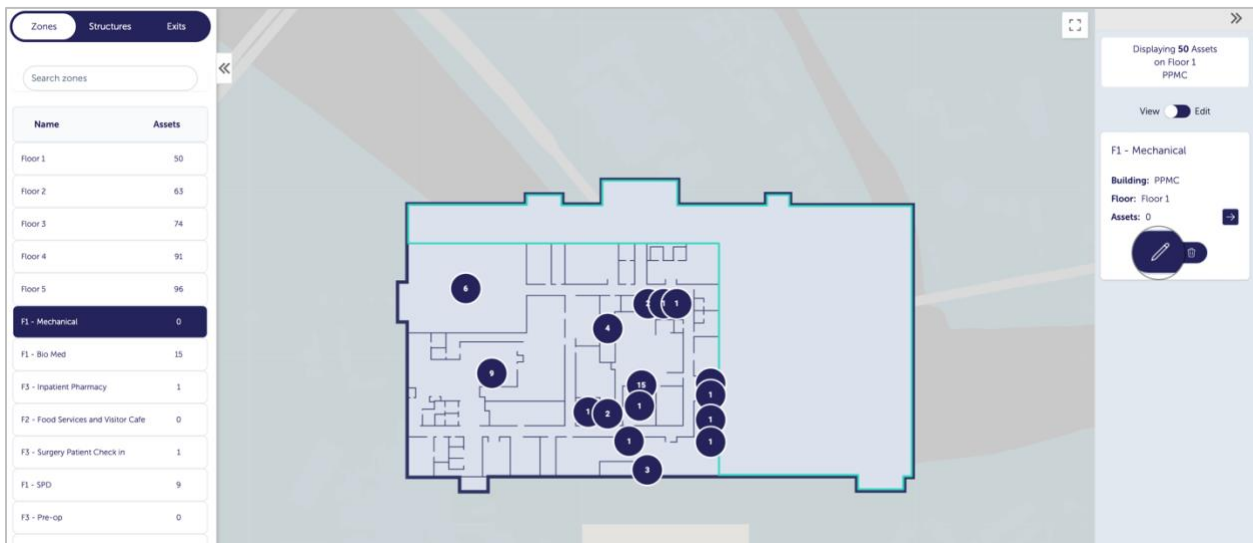 Zones Structures Exits
Search zones
Name Assets
Floor 1 50
Floor 2 63
Floor 3 74
Floor 4 91
Floor 5 96
F1 - Mechanical 0
F1 - Bio Med 15
F3 - Inpatient Pharmacy 1
F2 - Food Services and Visitor Cafe 0
F3 - Surgery Patient Check in 1
F1 - SPD 9
F3 - Pre-op 0
6
2 1 1
4
9
15
1
1 2 1
1
1
1
1
3
Displaying 50 Assets
on Floor 1
PPMC
View Edit
F1 - Mechanical
Building: PPMC
Floor: Floor 1
Assets: 0